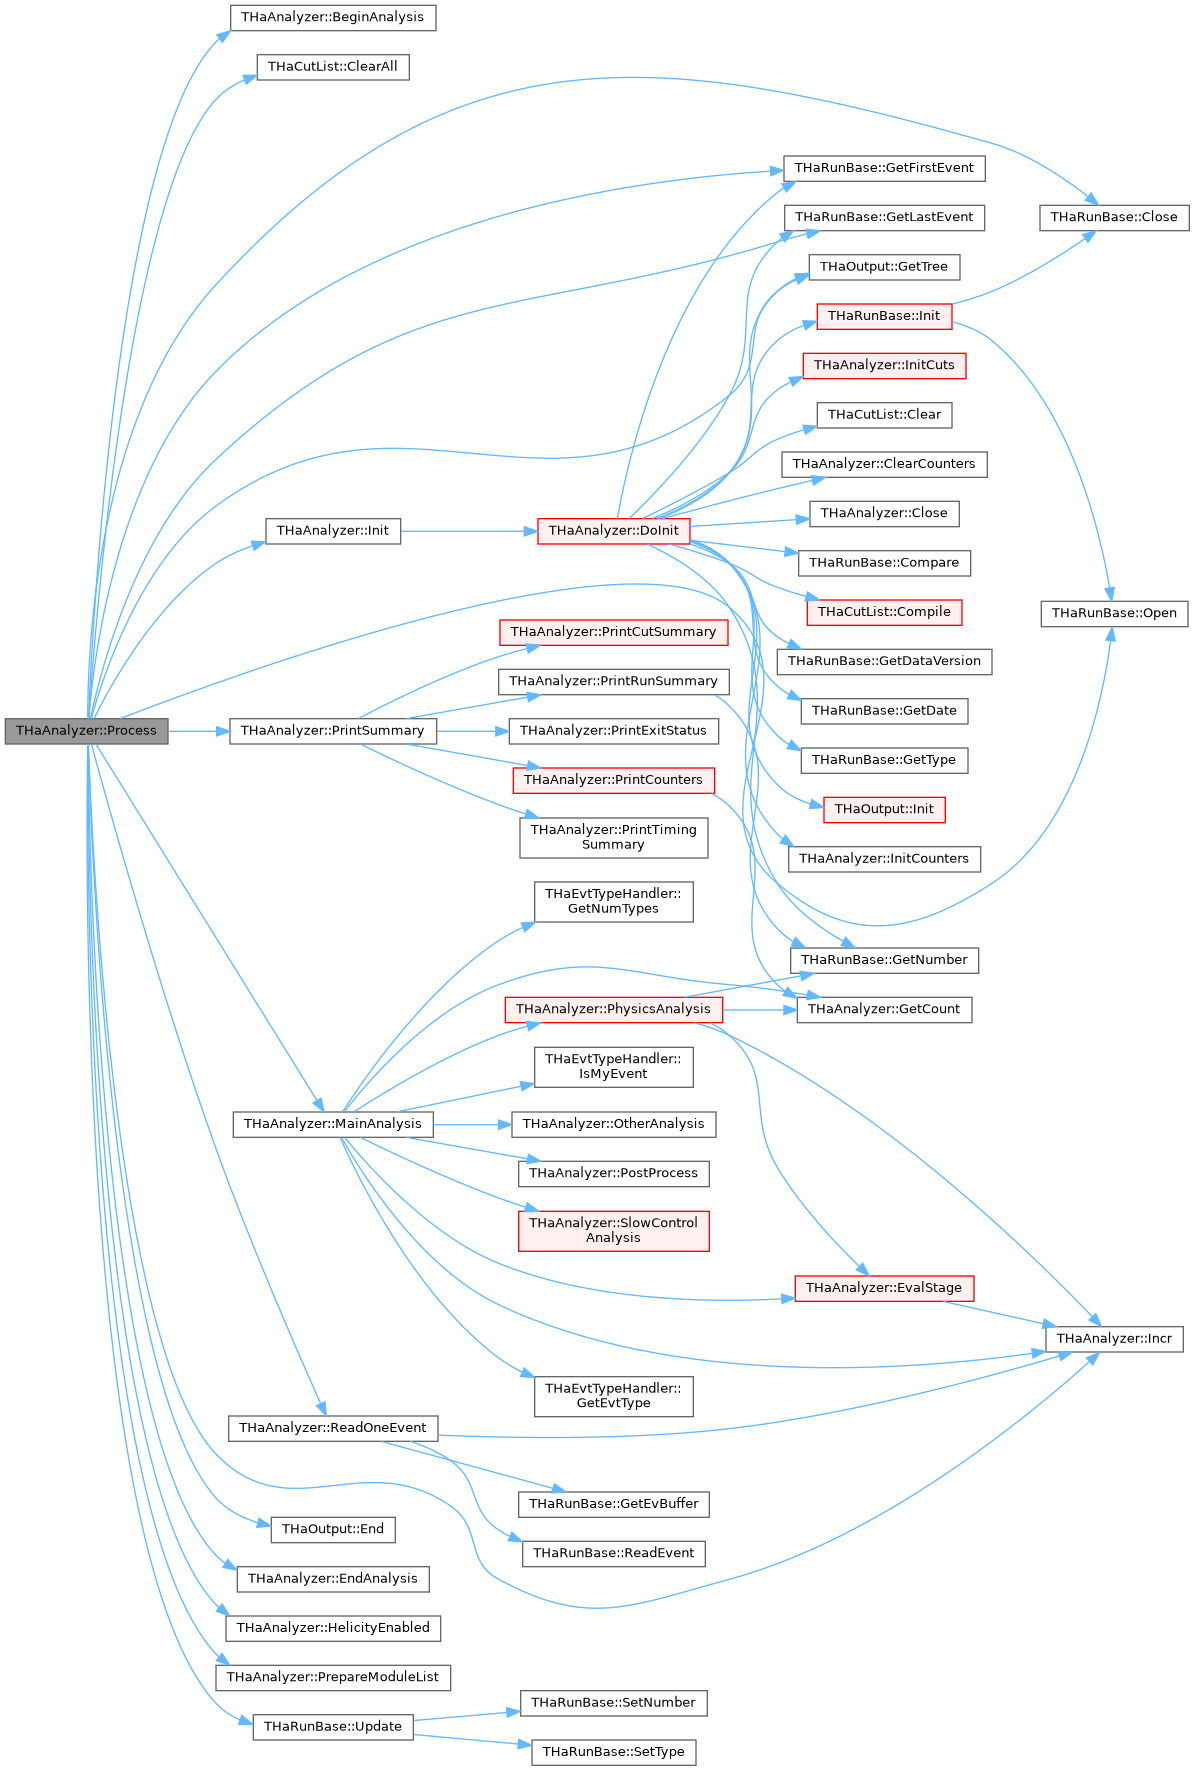 THaAnalyzer::BeginAnalysis
THaCutList::ClearAll
THaRunBase::GetFirstEvent
THaRunBase::GetLastEvent
THaRunBase::Close
THaOutput::GetTree
THaRunBase::Init
THaAnalyzer::InitCuts
THaCutList::Clear
THaAnalyzer::ClearCounters
THaAnalyzer::Close
THaAnalyzer::Init
THaAnalyzer::DoInit
THaRunBase::Compare
THaCutList::Compile
THaRunBase::Open
THaAnalyzer::PrintCutSummary
THaRunBase::GetDataVersion
THaAnalyzer::PrintRunSummary
THaRunBase::GetDate
THaAnalyzer::Process
THaAnalyzer::PrintSummary
THaAnalyzer::PrintExitStatus
THaRunBase::GetType
THaAnalyzer::PrintCounters
THaOutput::Init
THaAnalyzer::PrintTiming
Summary
THaAnalyzer::InitCounters
THaEvtTypeHandler::
GetNumTypes
THaRunBase::GetNumber
THaAnalyzer::PhysicsAnalysis
THaAnalyzer::GetCount
THaEvtTypeHandler::
IsMyEvent
THaAnalyzer::MainAnalysis
THaAnalyzer::OtherAnalysis
THaAnalyzer::PostProcess
THaAnalyzer::SlowControl
Analysis
THaAnalyzer::EvalStage
THaAnalyzer::Incr
THaEvtTypeHandler::
GetEvtType
THaAnalyzer::ReadOneEvent
THaRunBase::GetEvBuffer
THaOutput::End
THaRunBase::ReadEvent
THaAnalyzer::EndAnalysis
THaAnalyzer::HelicityEnabled
THaAnalyzer::PrepareModuleList
THaRunBase::SetNumber
THaRunBase::Update
THaRunBase::SetType